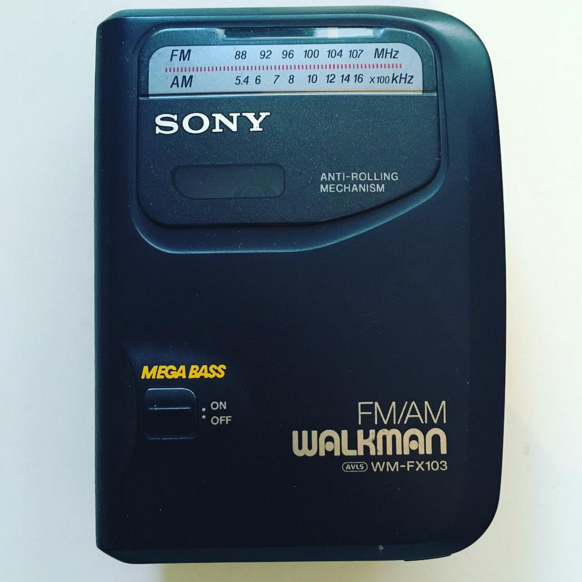 FM 88 92 96 100 104 107 MHz
AM 5.4 6 7 8 10 12 14 16 x100 kHz
SONY
ANTI-ROLLING
MECHANISM
MEGA BASS
ON
OFF
FM/AM
WALKMAN
AVLS WM-FX103